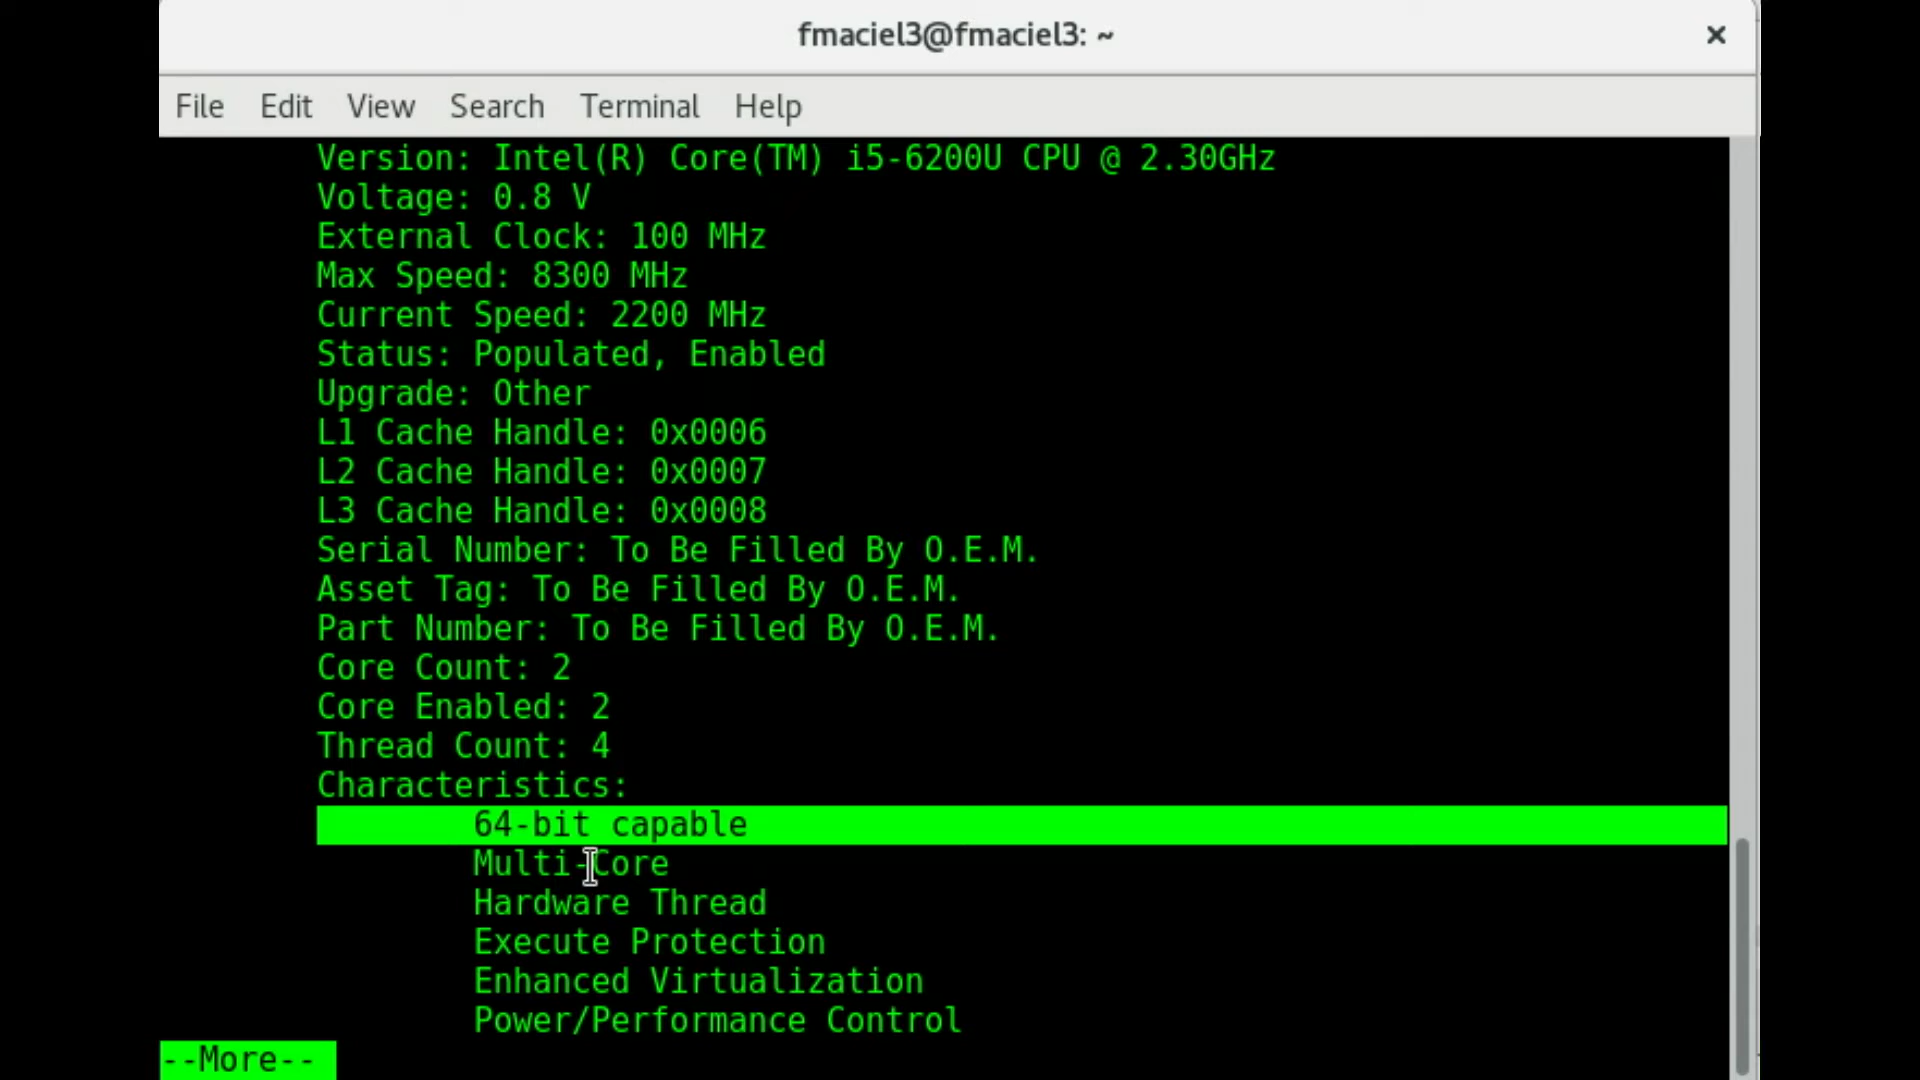 fmaciel3@fmaciel3: ~
File Edit View Search Terminal Help
Version: Intel(R) Core(TM) i5-6200U CPU @ 2.30GHz
Voltage: 0.8 V
External Clock: 100 MHz
Max Speed: 8300 MHz
Current Speed: 2200 MHz
Status: Populated, Enabled
Upgrade: Other
L1 Cache Handle: 0x0006
L2 Cache Handle: 0x0007
L3 Cache Handle: 0x0008
Serial Number: To Be Filled By O.E.M.
Asset Tag: To Be Filled By O.E.M.
Part Number: To Be Filled By O.E.M.
Core Count: 2
Core Enabled: 2
Thread Count: 4
Characteristics:
64-bit capable
Multi-Core
Hardware Thread
Execute Protection
Enhanced Virtualization
Power/Performance Control
--More--